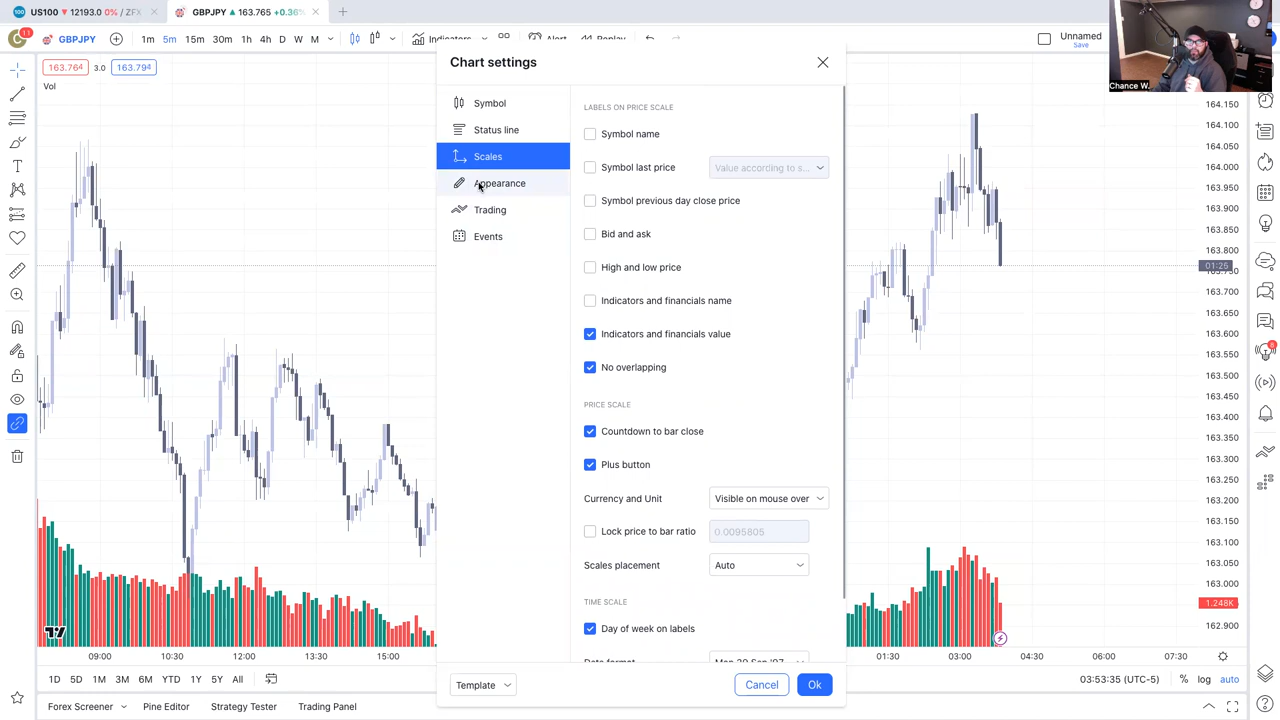 US100 ▼ 12193.0 0% / ZFX
GBPJPY ▲ 163.765 +0.36%
11
GBPJPY
1m 5m 15m 30m 1h 4h D W M
Indicators
Alert
Replay
Unnamed
Save
Chance W.
163.764 3.0 163.794
Vol
Chart settings
Symbol
Status line
Scales
Appearance
Trading
Events
LABELS ON PRICE SCALE
Symbol name
Symbol last price
Value according to s...
Symbol previous day close price
Bid and ask
High and low price
Indicators and financials name
Indicators and financials value
No overlapping
PRICE SCALE
Countdown to bar close
Plus button
Currency and Unit
Visible on mouse over
Lock price to bar ratio
0.0095805
Scales placement
Auto
TIME SCALE
Day of week on labels
Template
Cancel
Ok
164.150
164.100
164.050
164.000
163.950
163.900
163.850
163.800
01:25
163.700
163.650
163.600
163.550
163.500
163.450
163.400
163.350
163.300
163.250
163.200
163.150
163.100
163.050
163.000
163.000
162.900
1.248K
09:00 10:30 12:00 13:30 15:00 01:30 03:00 04:30 06:00 07:30
1D 5D 1M 3M 6M YTD 1Y 5Y All
03:53:35 (UTC-5) % log auto
Forex Screener Pine Editor Strategy Tester Trading Panel